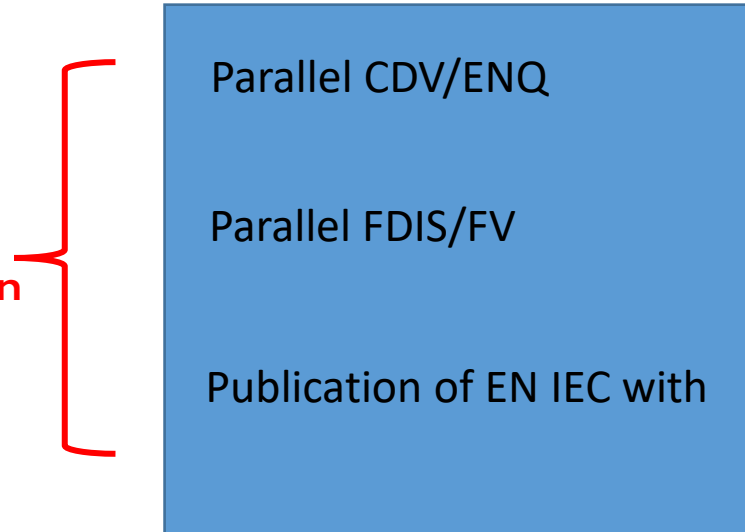 Parallel CDV/ENQ
Parallel FDIS/FV
n
Publication of EN IEC with